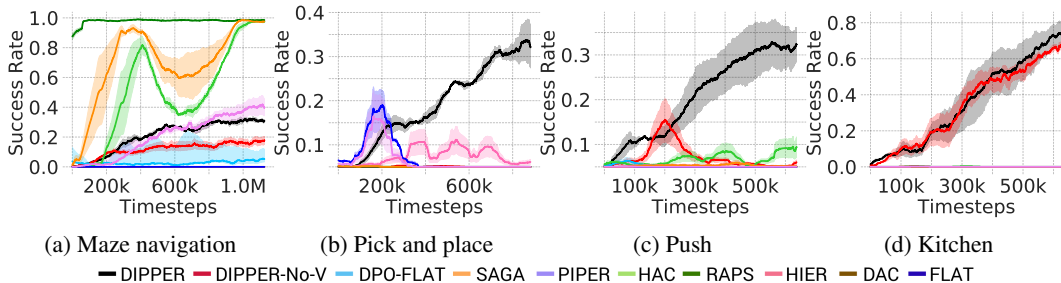 Success Rate
1.0
0.8
0.6
0.4
0.2
0.0
200k 600k 1.0M
Timesteps
(a) Maze navigation
Success Rate
0.4
0.3
0.2
0.1
200k 600k
Timesteps
(b) Pick and place
Success Rate
0.3
0.2
0.1
100k 300k 500k
Timesteps
(c) Push
Success Rate
0.8
0.6
0.4
0.2
0.0
100k 300k 500k
Timesteps
(d) Kitchen
DIPPER DIPPER-No-V DPO-FLAT SAGA PIPER HAC RAPS HIER DAC FLAT